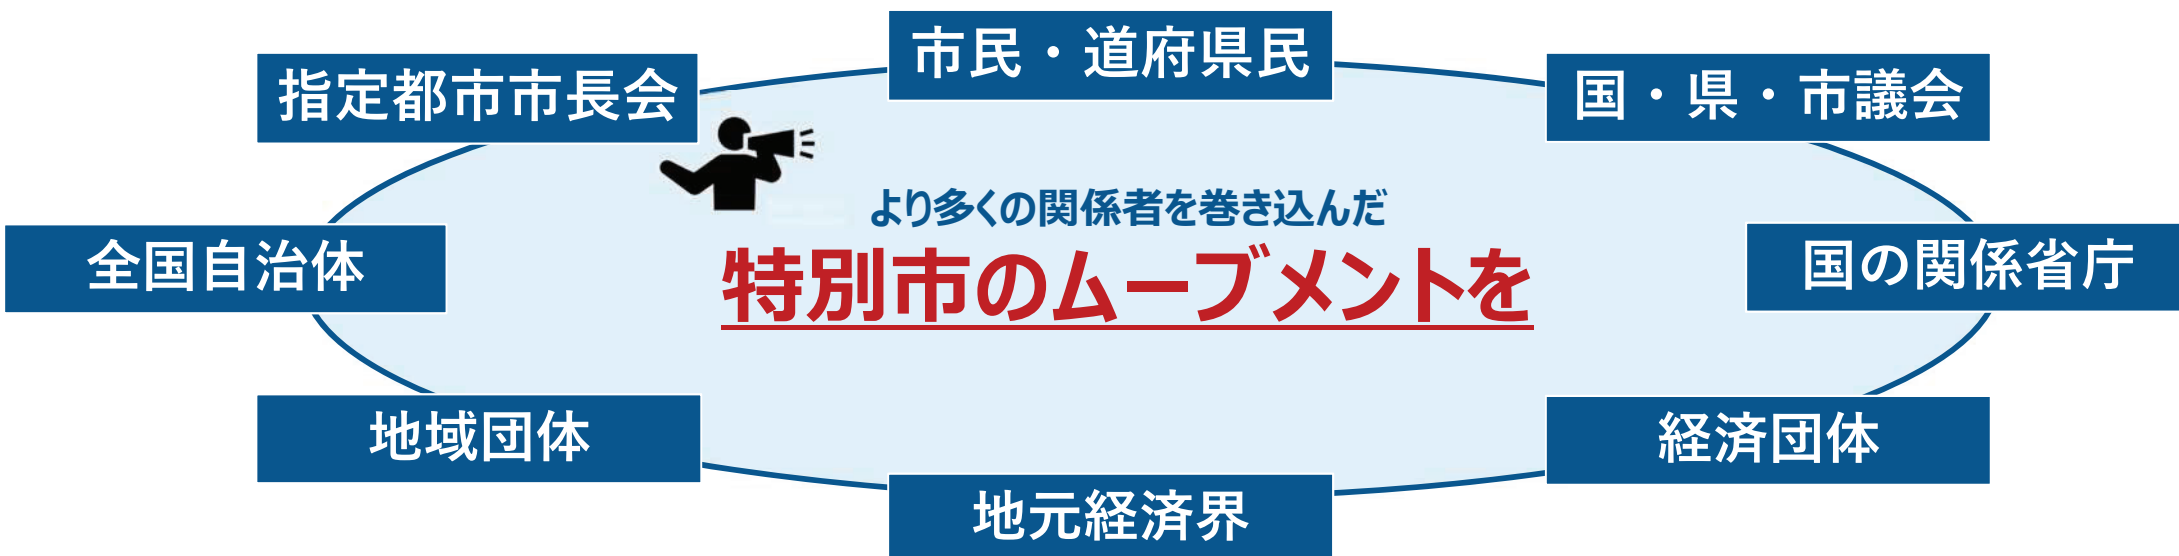 市民・道府県民
指定都市市長会
国・県・市議会
より多くの関係者を巻き込んだ
特別市のムーブメントを
全国自治体
国の関係省庁
地域団体
経済団体
地元経済界